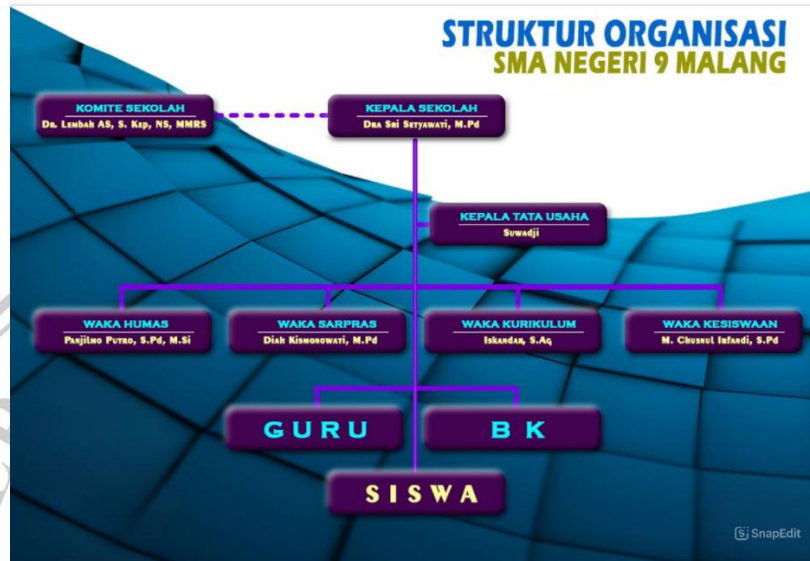 STRUKTUR ORGANISASI
SMA NEGERI 9 MALANG
KOMITE SEKOLAH
Dr. Lembah AS, S. Kep, NS, MMRS
KEPALA SEKOLAH
Dra Sri Setyawati, M.Pd
KEPALA TATA USAHA
Suwadji
WAKA HUMAS
Panjilmo Putro, S.Pd, M.Si
WAKA SARPRAS
Diah Kismonowati, M.Pd
WAKA KURIKULUM
Iskandar, S.Ag
WAKA KESISWAAN
M. Chusnul Irfandi, S.Pd
GURU
BK
SISWA
SnapEdit